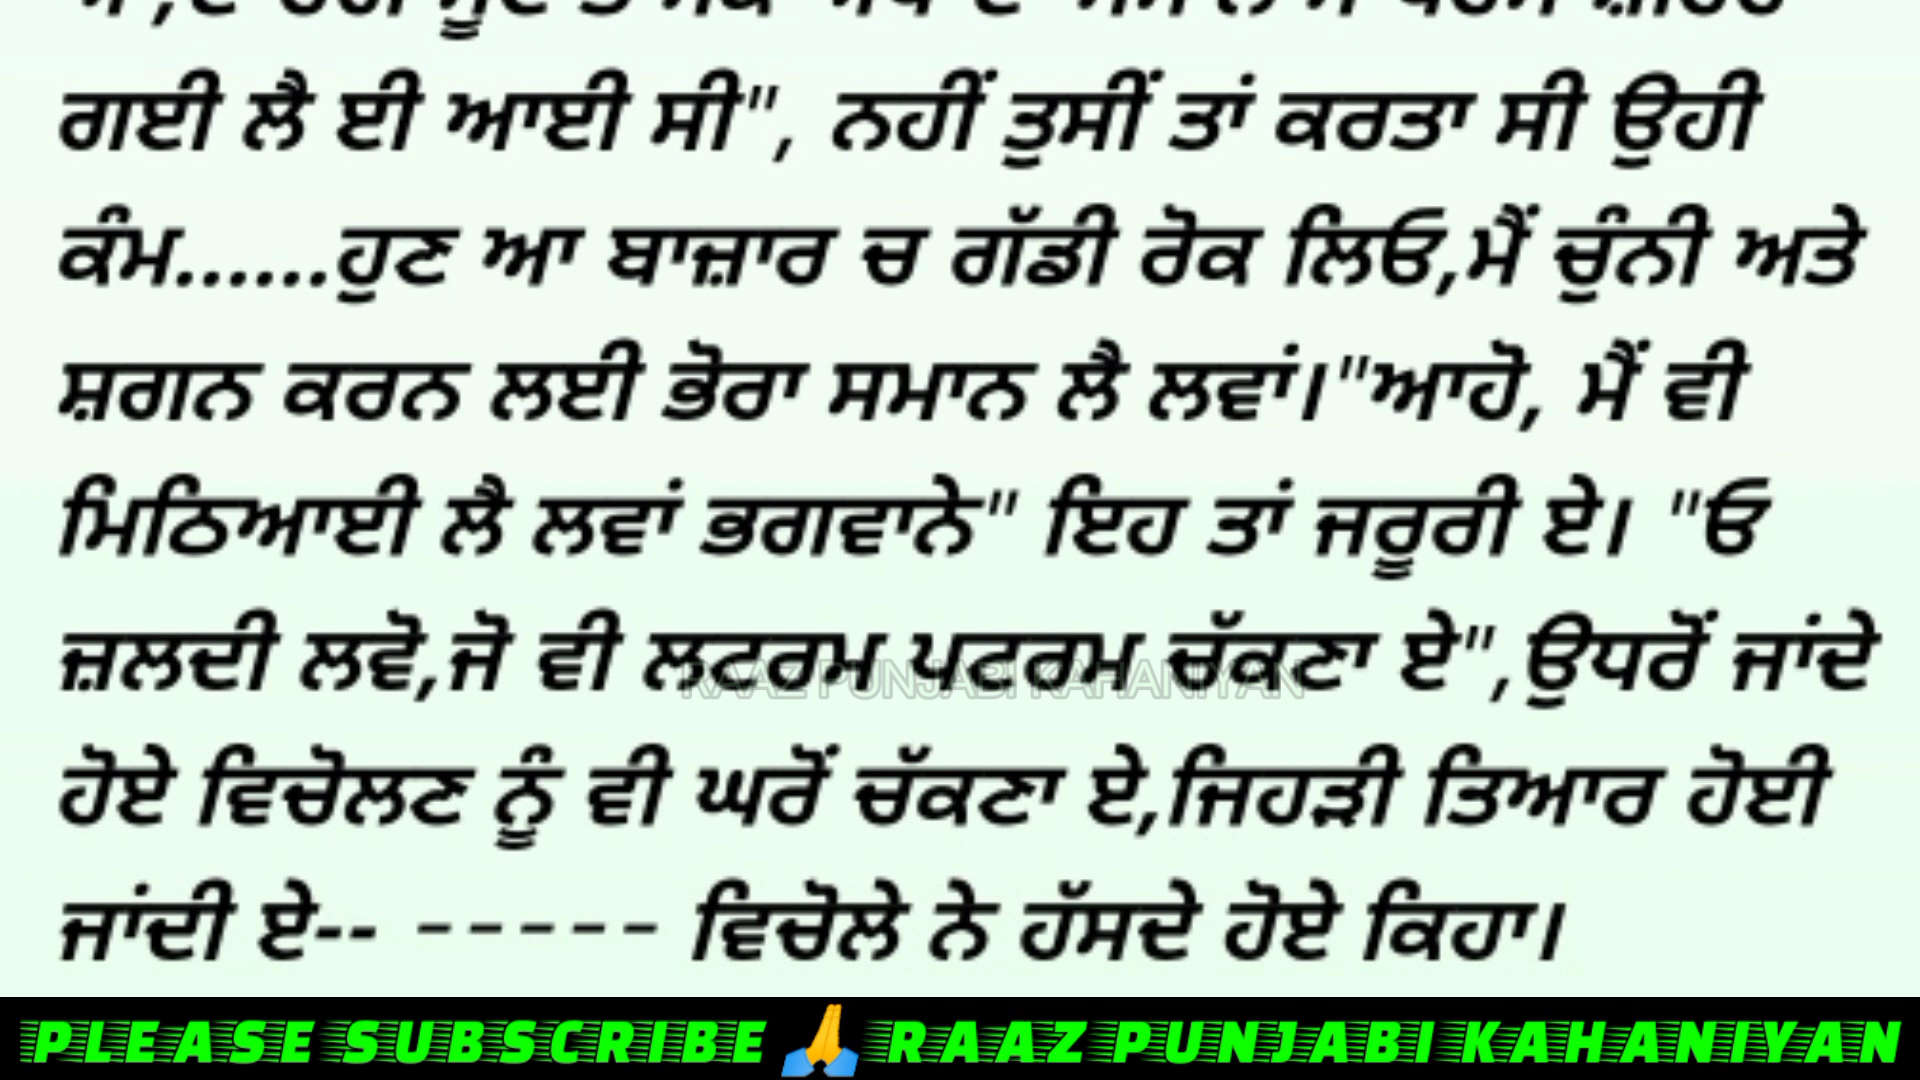 ਗਈ ਲੈ ਈ ਆਈ ਸੀ", ਨਹੀਂ ਤੁਸੀਂ ਤਾਂ ਕਰਤਾ ਸੀ ਉਹੀ
ਕੰਮ......ਹੁਣ ਆ ਬਾਜ਼ਾਰ ਚ ਗੱਡੀ ਰੋਕ ਲਿਓ,ਮੈਂ ਚੁੰਨੀ ਅਤੇ
ਸ਼ਗਨ ਕਰਨ ਲਈ ਭੋਰਾ ਸਮਾਨ ਲੈ ਲਵਾਂ।"ਆਹੋ, ਮੈਂ ਵੀ
ਮਿਠਿਆਈ ਲੈ ਲਵਾਂ ਭਗਵਾਨੇ" ਇਹ ਤਾਂ ਜਰੂਰੀ ਏ। "ਓ
ਜ਼ਲਦੀ ਲਵੋ,ਜੋ ਵੀ ਲਟਰਮ ਪਟਰਮ ਚੱਕਣਾ ਏ",ਉਧਰੋਂ ਜਾਂਦੇ
RAAZ PUNJABI KAHANIYAN
ਹੋਏ ਵਿਚੋਲਣ ਨੂੰ ਵੀ ਘਰੋਂ ਚੱਕਣਾ ਏ,ਜਿਹੜੀ ਤਿਆਰ ਹੋਈ
ਜਾਂਦੀ ਏ-- ----- ਵਿਚੋਲੇ ਨੇ ਹੱਸਦੇ ਹੋਏ ਕਿਹਾ।
PLEASE SUBSCRIBE 🙏 RAAZ PUNJABI KAHANIYAN